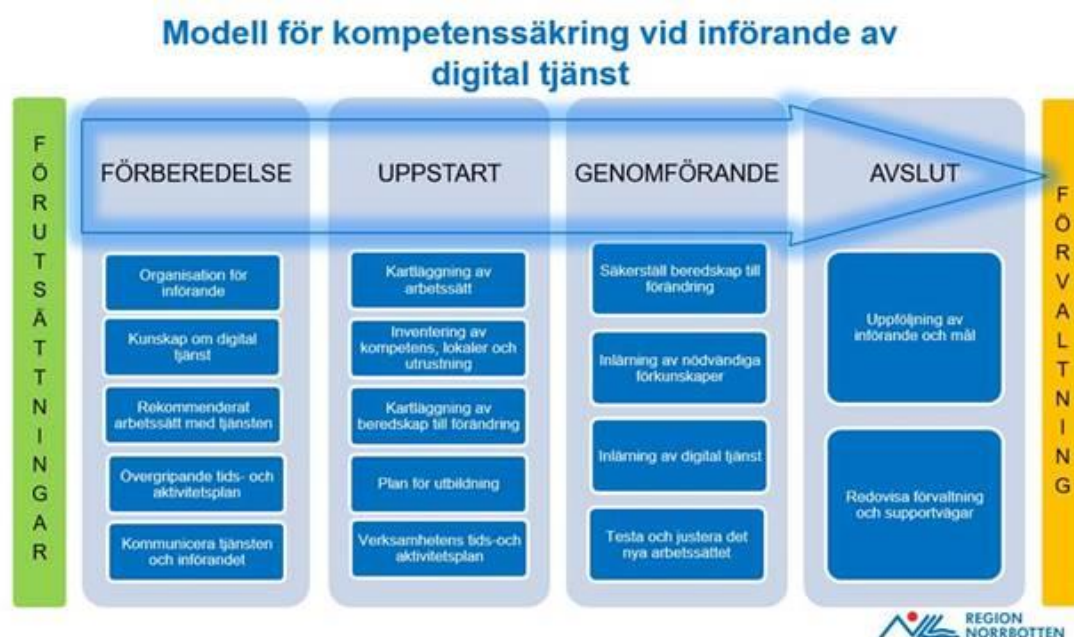 Modell för kompetenssäkring vid införande av
digital tjänst
FÖRUTSÄTTNINGAR
FÖRBEREDELSE
Organisation för
införande
Kunskap om digital
tjänst
Rekommenderat
arbetssätt med tjänsten
Övergripande tids- och
aktivitetsplan
Kommunicera tjänsten
och införandet
UPPSTART
Kartläggning av
arbetssätt
Inventering av
kompetens, lokaler och
utrustning
Kartläggning av
beredskap till förändring
Plan för utbildning
Verksamhetens tids-och
aktivitetsplan
GENOMFÖRANDE
Säkerställ beredskap till
förändring
Inlärning av nödvändiga
förkunskaper
Inlärning av digital tjänst
Testa och justera det
nya arbetssättet
AVSLUT
Uppföljning av
införande och mål
Redovisa förvaltning
och supportvägar
FÖRVALTNING
REGION
NORRBOTTEN